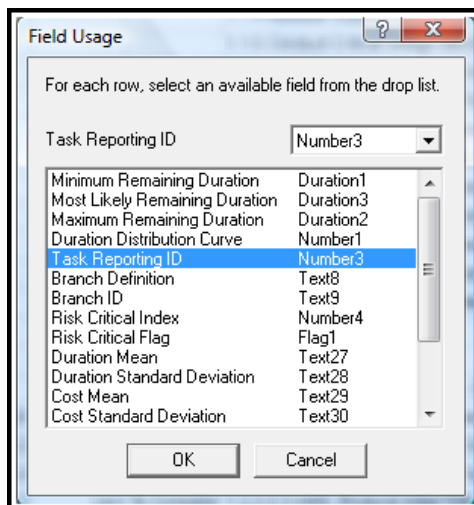 Field Usage
For each row, select an available field from the drop list.
Task Reporting ID Number3
Minimum Remaining Duration Duration1
Most Likely Remaining Duration Duration3
Maximum Remaining Duration Duration2
Duration Distribution Curve Number1
Task Reporting ID Number3
Branch Definition Text8
Branch ID Text9
Risk Critical Index Number4
Risk Critical Flag Flag1
Duration Mean Text27
Duration Standard Deviation Text28
Cost Mean Text29
Cost Standard Deviation Text30
OK Cancel